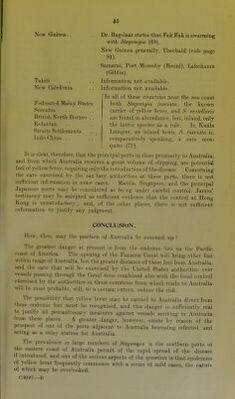 35
New Guinea .. .. Dr. Bagelaar states that Fak Fak is swarming
with Stegomyia (69).
New Guinea generally, Theobald (vide page
91).
Samarai, Port Moresby (Breinl), Lakekamu
(Giblin).
Tahiti .. .. Information not available.
New Caledonia .. Information not available.
Federated Malay States
Sumatra ..
British North Borneo ..
Kelantan ..
Straits Settlements ..
Indo China ..
In all of these countries near the sea coast
both Stegomyia fasciata, the known
carrier of yellow fever, and S. scutellaris
are found in abundance, but, inland, only
the latter species as a rule. In Kuala
Lumpur, an inland town, S. fasciata is,
comparatively speaking, a rare mosquito
(71).
It is clear, therefore, that the principal ports in close proximity to Australia,
and from which Australia receives a great volume of shipping, are potential
foci of yellow fever, requiring only the introduction of the disease. Concerning
the care exercised by the sanitary authorities at these ports, there is not
sufficient information in some cases. Manila, Singapore, and the principal
Japanese ports may be considered as being under careful control. James'
testimony may be accepted as sufficient evidence that the control at Hong
Kong is unsatisfactory; and, of the other places, there is not sufficient
information to justify any judgment.
CONCLUSION.
How, then, may the position of Australia be summed up?
The greatest danger at present is from the endemic foci on the Pacific
coast of America. The opening of the Panama Canal will bring other foci
within range of Australia, but the greater distance of these foci from Australia,
and the care that will be exercised by the United States authorities over
vessels passing through the Canal zone combined also with the local control
exercised by the authorities in those countries from which trade to Australia
will be most probable, will, to a certain extent, reduce the risk.
The possibility that yellow fever may be carried to Australia direct from
these endemic foci must be recognised, and this danger is sufficiently real
to justify all precautionary measures against vessels arriving in Australia
from these places. A greater danger, however, exists by reason of the
prospect of one of the ports adjacent to Australia becoming infected and
acting as a relay station for Australia.
The prevalence in large numbers of Stegomyia in the northern parts of
the eastern coast of Australia permit of the rapid spread of the disease
if introduced, and one of the serious aspects of the question is that epidemics
of yellow fever frequently commence with a series of mild cases, the nature
of which may be overlooked.